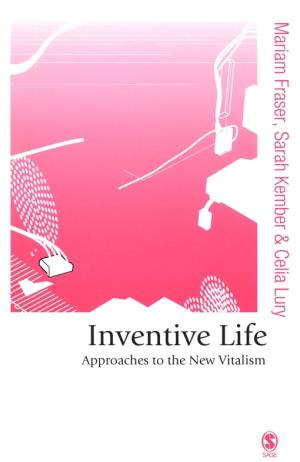 Mariam Fraser, Sarah Kember & Celia Lury
Inventive Life
Approaches to the New Vitalism
SAGE